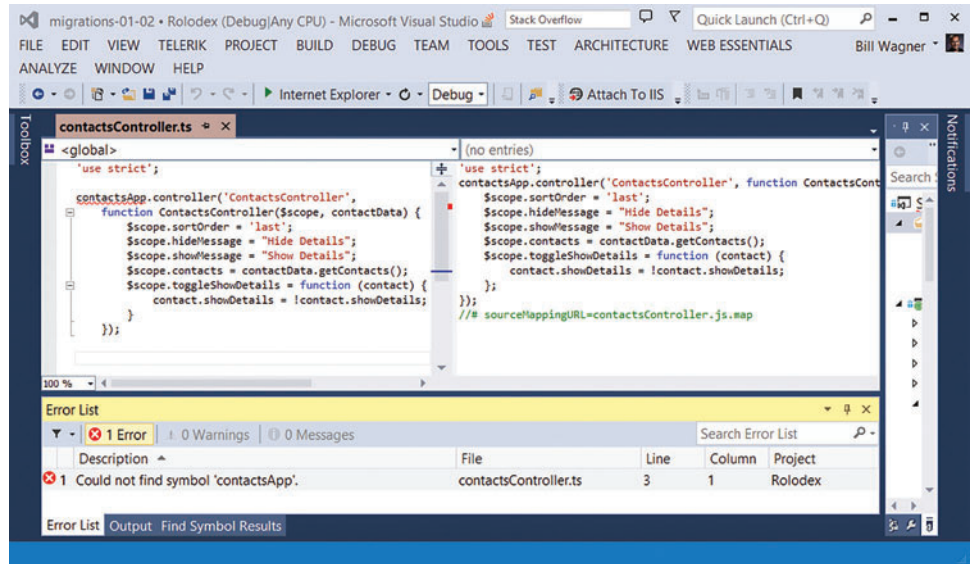 migrations-01-02 • Rolodex (Debug|Any CPU) - Microsoft Visual Studio
Stack Overflow
Quick Launch (Ctrl+Q)
FILE EDIT VIEW TELERIK PROJECT BUILD DEBUG TEAM TOOLS TEST ARCHITECTURE WEB ESSENTIALS
Bill Wagner
ANALYZE WINDOW HELP
Internet Explorer
Debug
Attach To IIS
Toolbox
contactsController.ts
Notifications
<global>
(no entries)
'use strict';
contactsApp.controller('ContactsController',
function ContactsController($scope, contactData) {
$scope.sortOrder = 'last';
$scope.hideMessage = "Hide Details";
$scope.showMessage = "Show Details";
$scope.contacts = contactData.getContacts();
$scope.toggleShowDetails = function (contact) {
contact.showDetails = !contact.showDetails;
}
});
'use strict';
contactsApp.controller('ContactsController', function ContactsCont
$scope.sortOrder = 'last';
$scope.hideMessage = "Hide Details";
$scope.showMessage = "Show Details";
$scope.contacts = contactData.getContacts();
$scope.toggleShowDetails = function (contact) {
contact.showDetails = !contact.showDetails;
};
});
//# sourceMappingURL=contactsController.js.map
Search
100 %
Error List
1 Error
0 Warnings
0 Messages
Search Error List
Description File Line Column Project
1 Could not find symbol 'contactsApp'. contactsController.ts 3 1 Rolodex
Error List Output Find Symbol Results